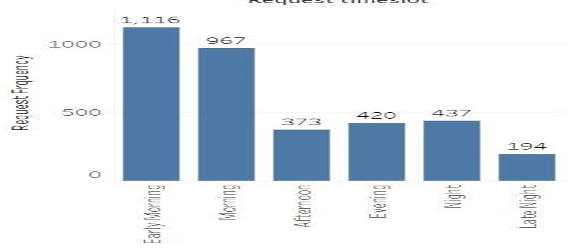 Request timeslot
1,116
967
373
420
437
194
1000
500
0
Request Frquency
Early Morning
Morning
Afternoon
Evening
Night
Late Night